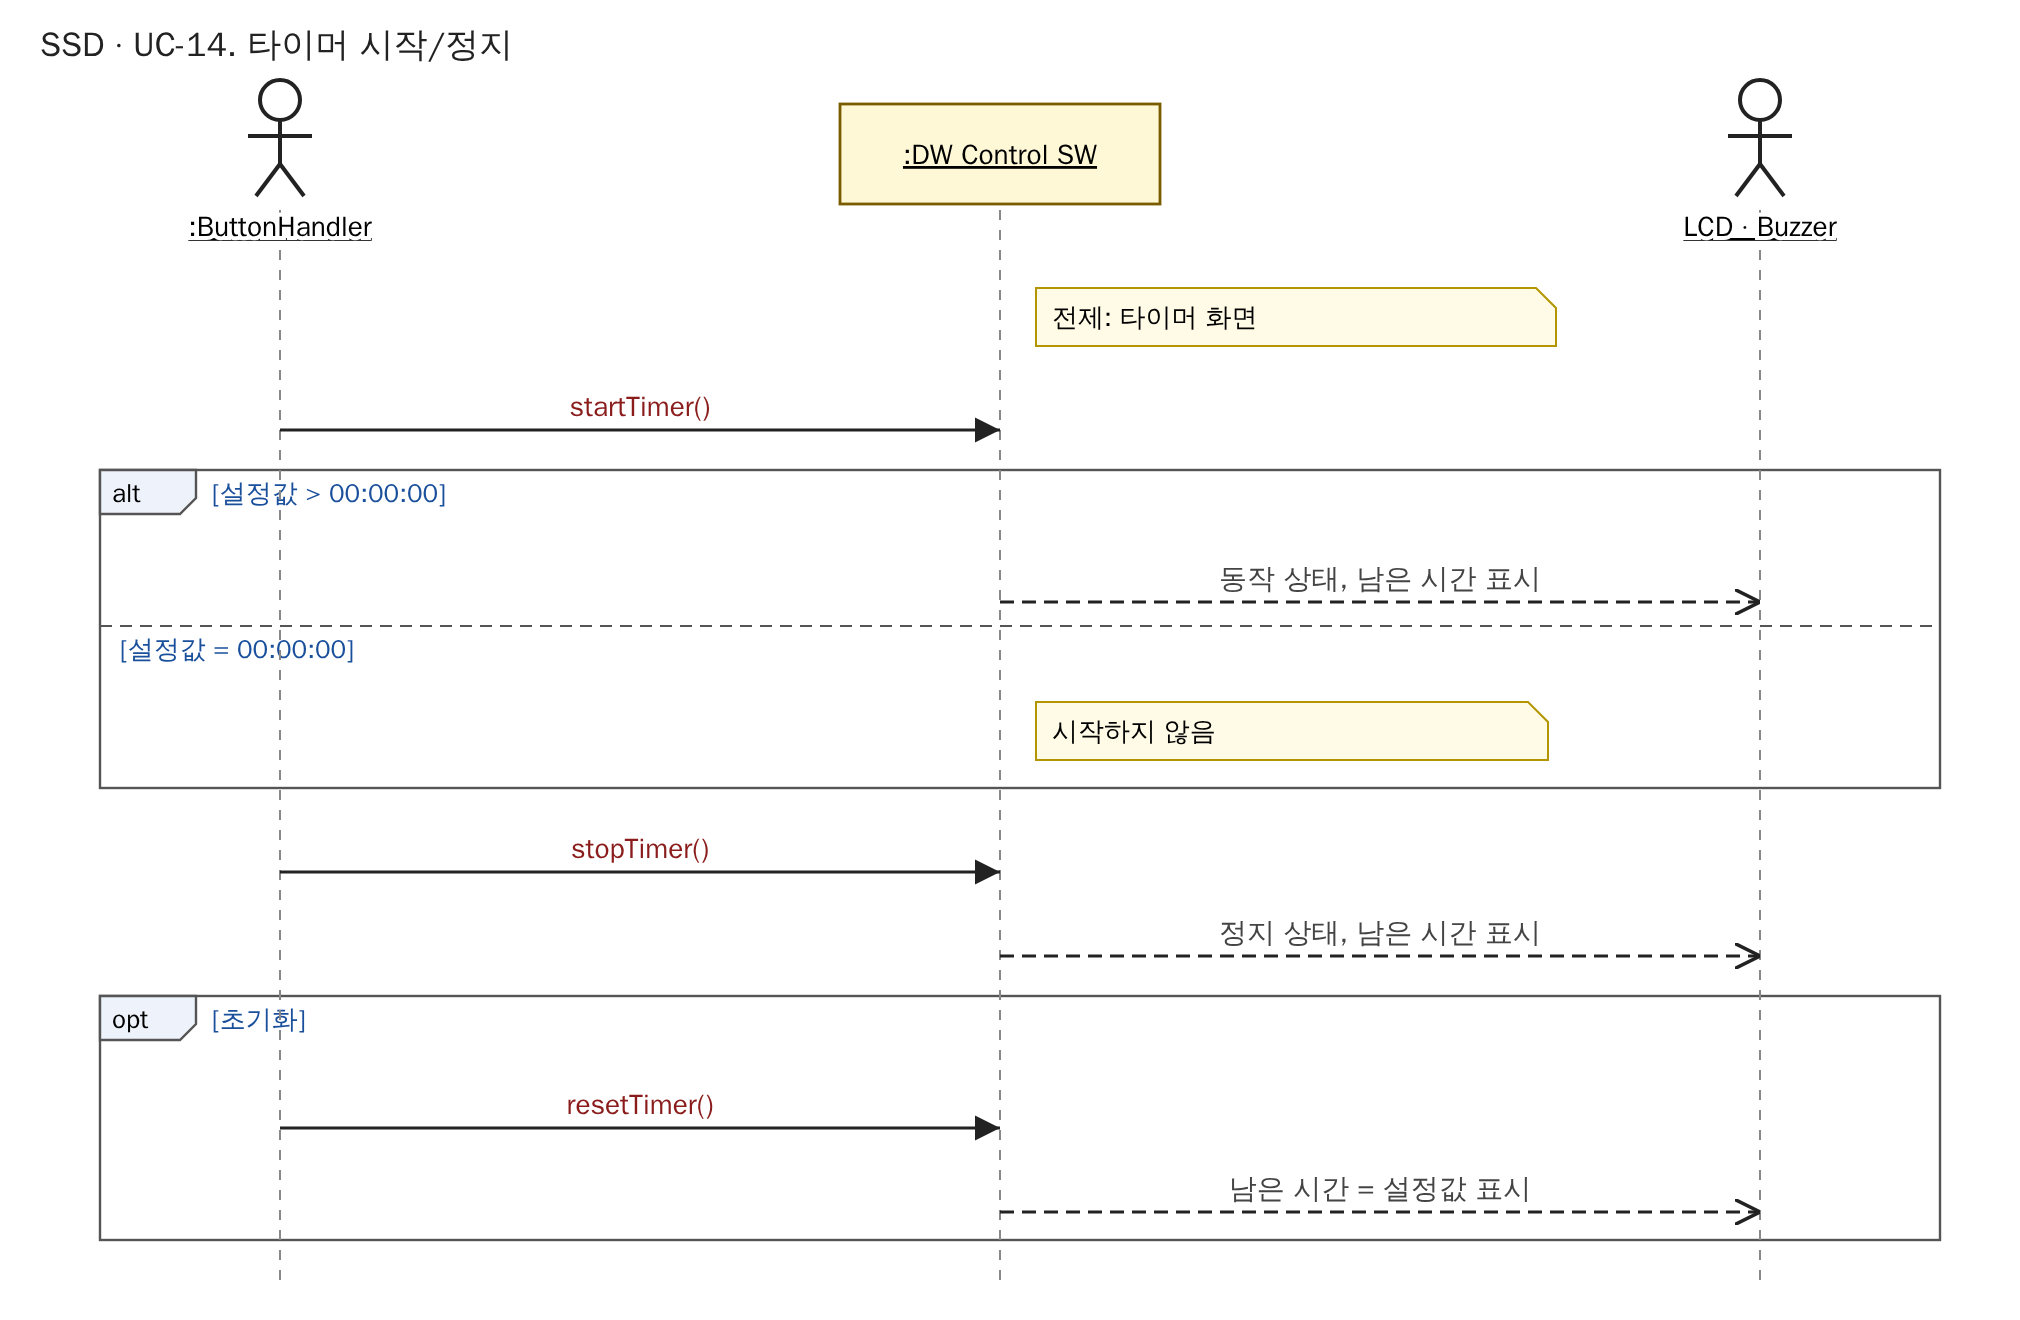 SSD · UC-14. 타이머 시작/정지
:ButtonHandler
:DW Control SW
LCD · Buzzer
전제: 타이머 화면
startTimer()
alt
[설정값 > 00:00:00]
동작 상태, 남은 시간 표시
[설정값 = 00:00:00]
시작하지 않음
stopTimer()
정지 상태, 남은 시간 표시
opt
[초기화]
resetTimer()
남은 시간 = 설정값 표시